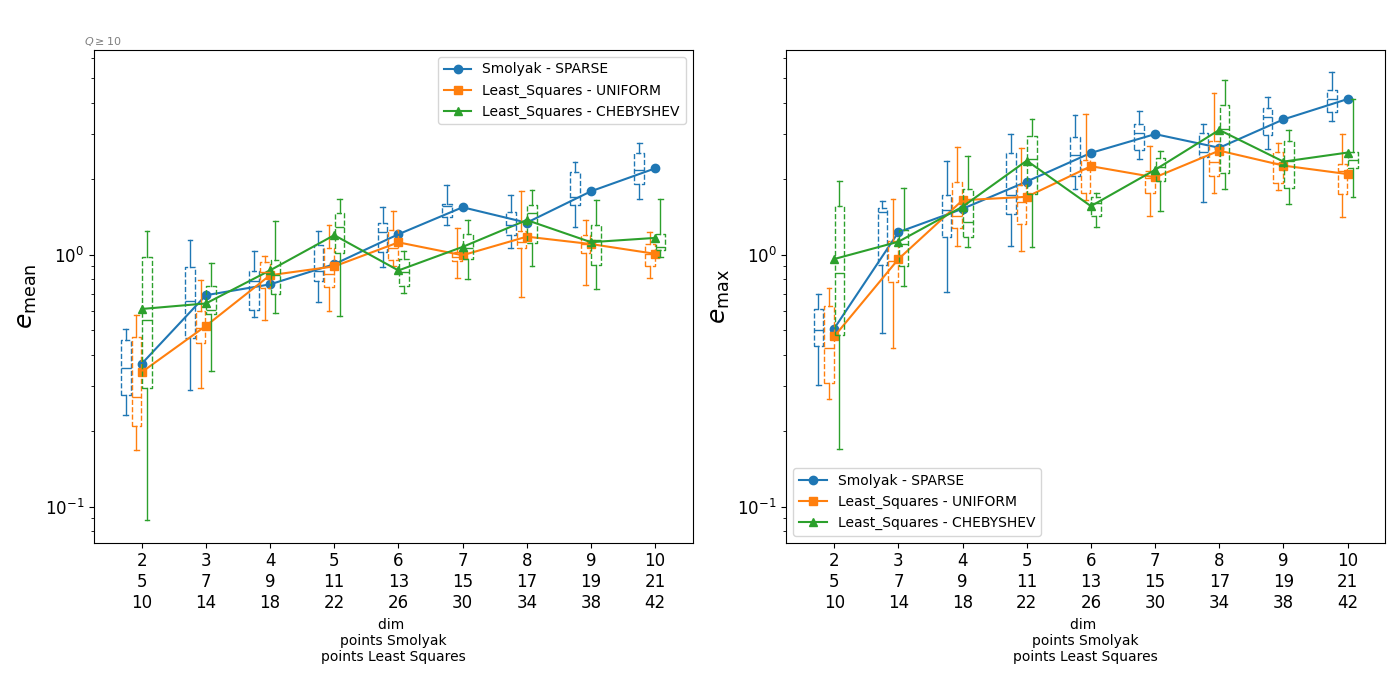 Q ≥ 10
Smolyak - SPARSE
Least_Squares - UNIFORM
Least_Squares - CHEBYSHEV
10⁰
10⁻¹
e_mean
2 3 4 5 6 7 8 9 10
5 7 9 11 13 15 17 19 21
10 14 18 22 26 30 34 38 42
dim
points Smolyak
points Least Squares
10⁰
10⁻¹
e_max
Smolyak - SPARSE
Least_Squares - UNIFORM
Least_Squares - CHEBYSHEV
2 3 4 5 6 7 8 9 10
5 7 9 11 13 15 17 19 21
10 14 18 22 26 30 34 38 42
dim
points Smolyak
points Least Squares